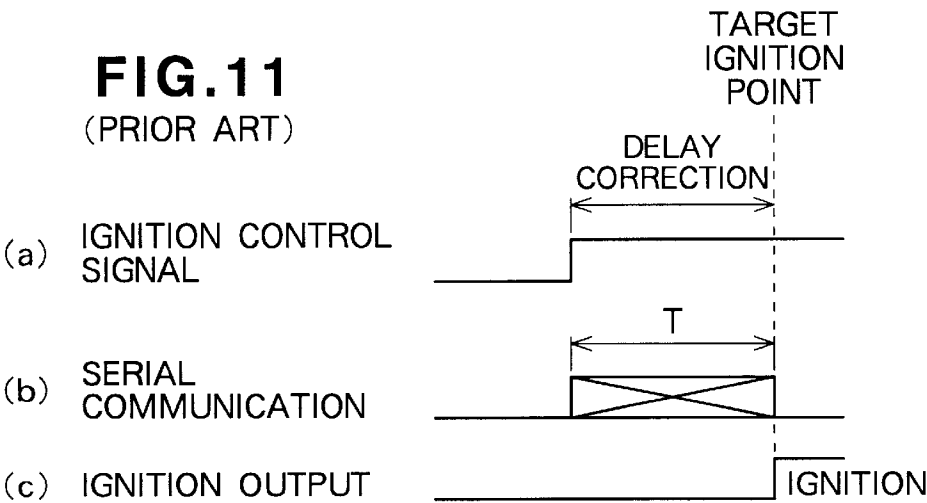 TARGET
IGNITION
POINT
FIG.11
(PRIOR ART)
DELAY
CORRECTION
(a) IGNITION CONTROL
SIGNAL
T
(b) SERIAL
COMMUNICATION
(c) IGNITION OUTPUT
IGNITION